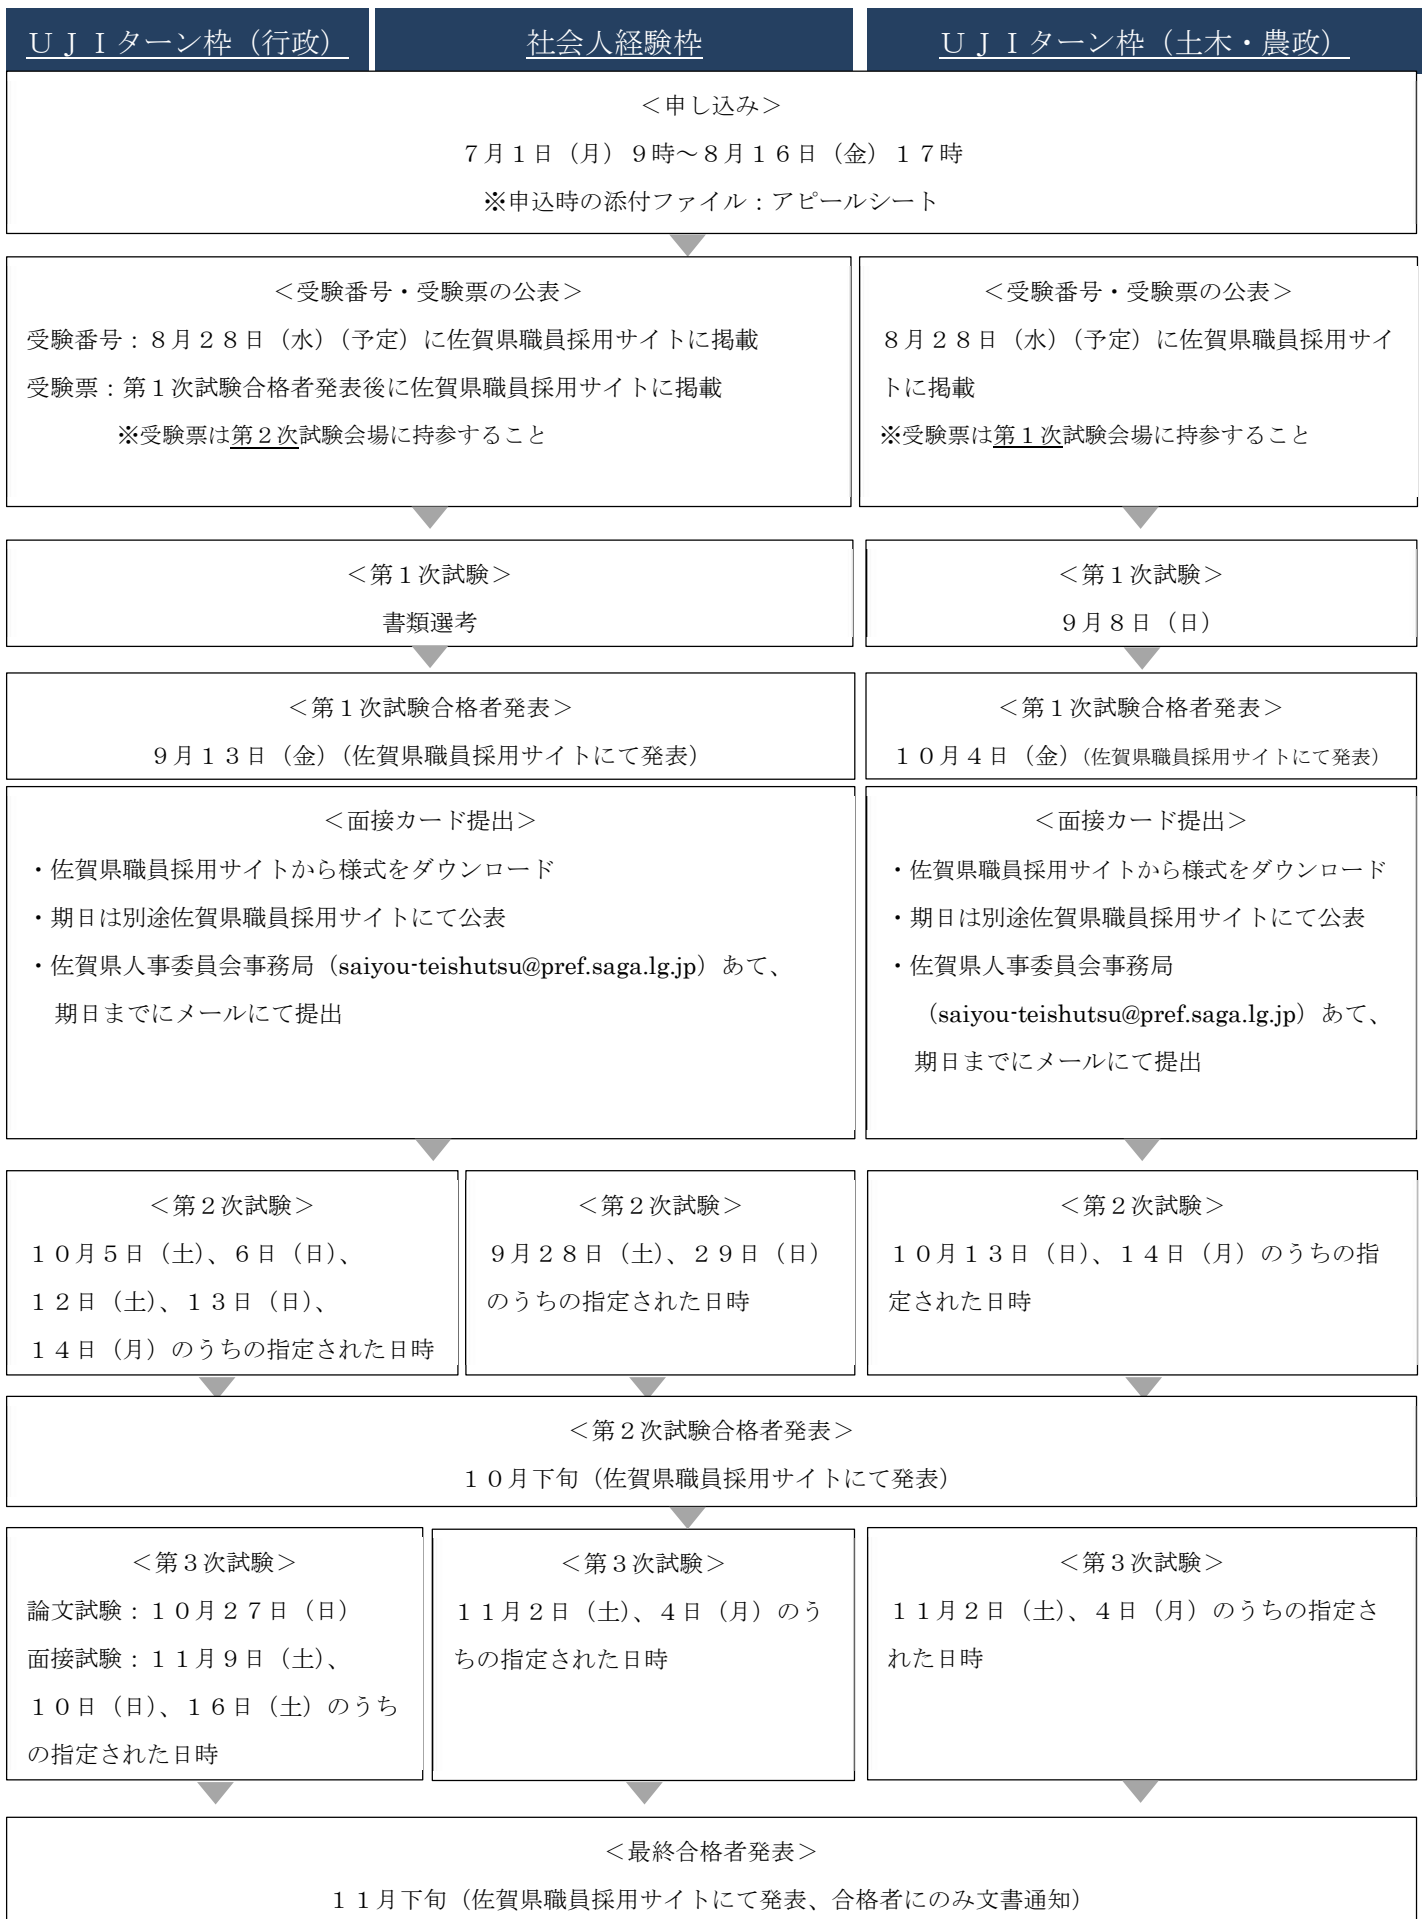 ＵＪＩターン枠（行政）
社会人経験枠
ＵＪＩターン枠（土木・農政）
＜申し込み＞
７月１日（月）９時～８月１６日（金）１７時
※申込時の添付ファイル：アピールシート
＜受験番号・受験票の公表＞
受験番号：８月２８日（水）（予定）に佐賀県職員採用サイトに掲載
受験票：第１次試験合格者発表後に佐賀県職員採用サイトに掲載
※受験票は第２次試験会場に持参すること
＜受験番号・受験票の公表＞
８月２８日（水）（予定）に佐賀県職員採用サイ
トに掲載
※受験票は第１次試験会場に持参すること
＜第１次試験＞
書類選考
＜第１次試験＞
９月８日（日）
＜第１次試験合格者発表＞
９月１３日（金）（佐賀県職員採用サイトにて発表）
＜第１次試験合格者発表＞
１０月４日（金）（佐賀県職員採用サイトにて発表）
＜面接カード提出＞
・佐賀県職員採用サイトから様式をダウンロード
・期日は別途佐賀県職員採用サイトにて公表
・佐賀県人事委員会事務局（saiyou-teishutsu@pref.saga.lg.jp）あて、
期日までにメールにて提出
＜面接カード提出＞
・佐賀県職員採用サイトから様式をダウンロード
・期日は別途佐賀県職員採用サイトにて公表
・佐賀県人事委員会事務局
（saiyou-teishutsu@pref.saga.lg.jp）あて、
期日までにメールにて提出
＜第２次試験＞
１０月５日（土）、６日（日）、
１２日（土）、１３日（日）、
１４日（月）のうちの指定された日時
＜第２次試験＞
９月２８日（土）、２９日（日）
のうちの指定された日時
＜第２次試験＞
１０月１３日（日）、１４日（月）のうちの指
定された日時
＜第２次試験合格者発表＞
１０月下旬（佐賀県職員採用サイトにて発表）
＜第３次試験＞
論文試験：１０月２７日（日）
面接試験：１１月９日（土）、
１０日（日）、１６日（土）のうち
の指定された日時
＜第３次試験＞
１１月２日（土）、４日（月）のう
ちの指定された日時
＜第３次試験＞
１１月２日（土）、４日（月）のうちの指定さ
れた日時
＜最終合格者発表＞
１１月下旬（佐賀県職員採用サイトにて発表、合格者にのみ文書通知）